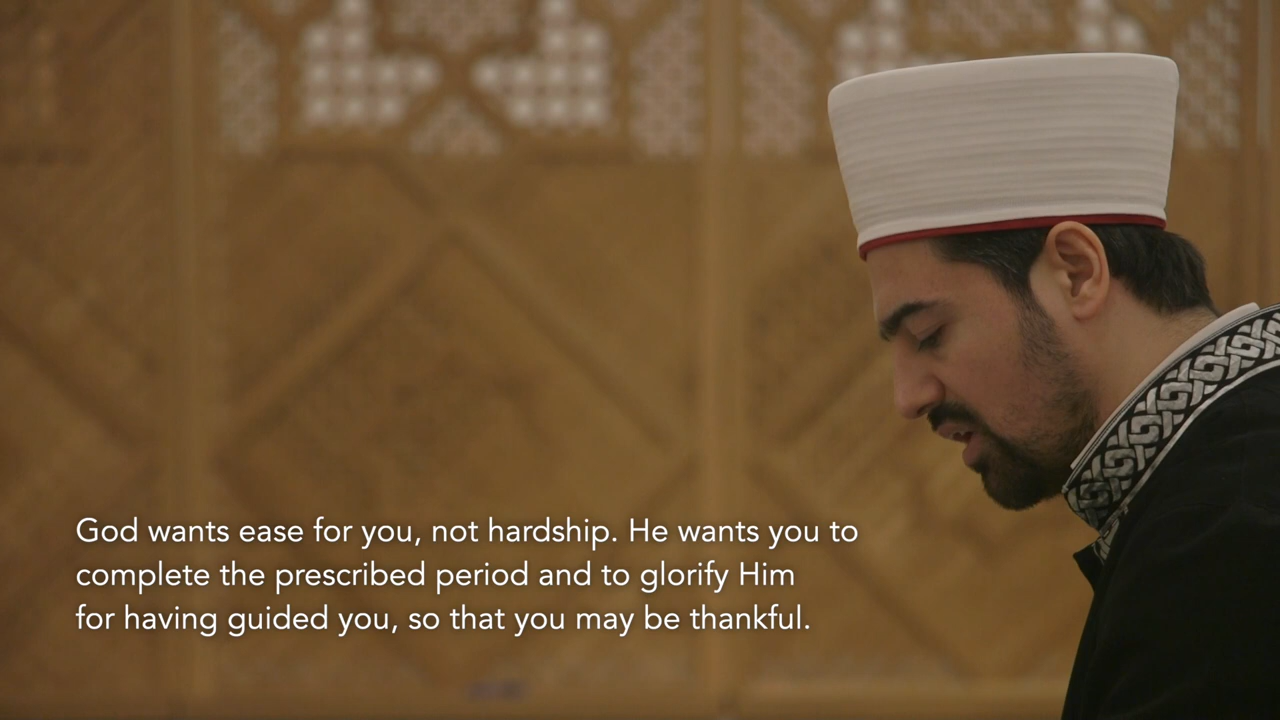 God wants ease for you, not hardship. He wants you to
complete the prescribed period and to glorify Him
for having guided you, so that you may be thankful.